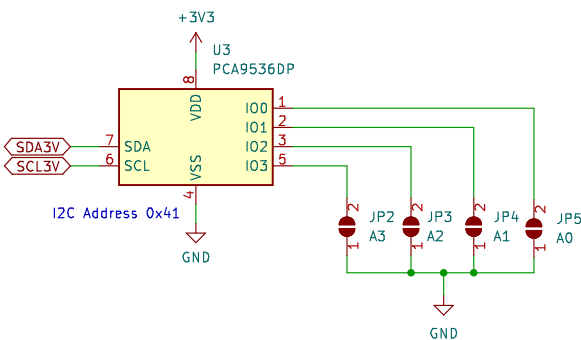 +3V3
U3
PCA9536DP
8
VDD
IO0 1
IO1 2
SDA3V 7 SDA IO2 3
SCL3V 6 SCL IO3 5
VSS
4
I2C Address 0x41
GND
2 2 2 2
JP2 JP3 JP4 JP5
A3 A2 A1 A0
1 1 1 1
GND